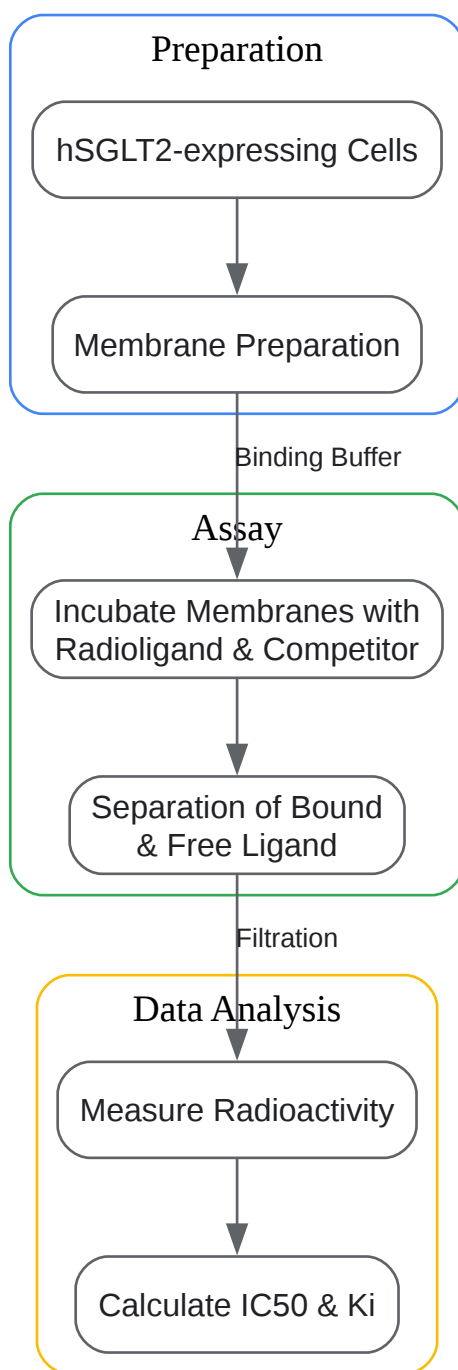 Preparation
hSGLT2-expressing Cells
Membrane Preparation
Binding Buffer
Assay
Incubate Membranes with
Radioligand & Competitor
Separation of Bound
& Free Ligand
Filtration
Data Analysis
Measure Radioactivity
Calculate IC50 & Ki